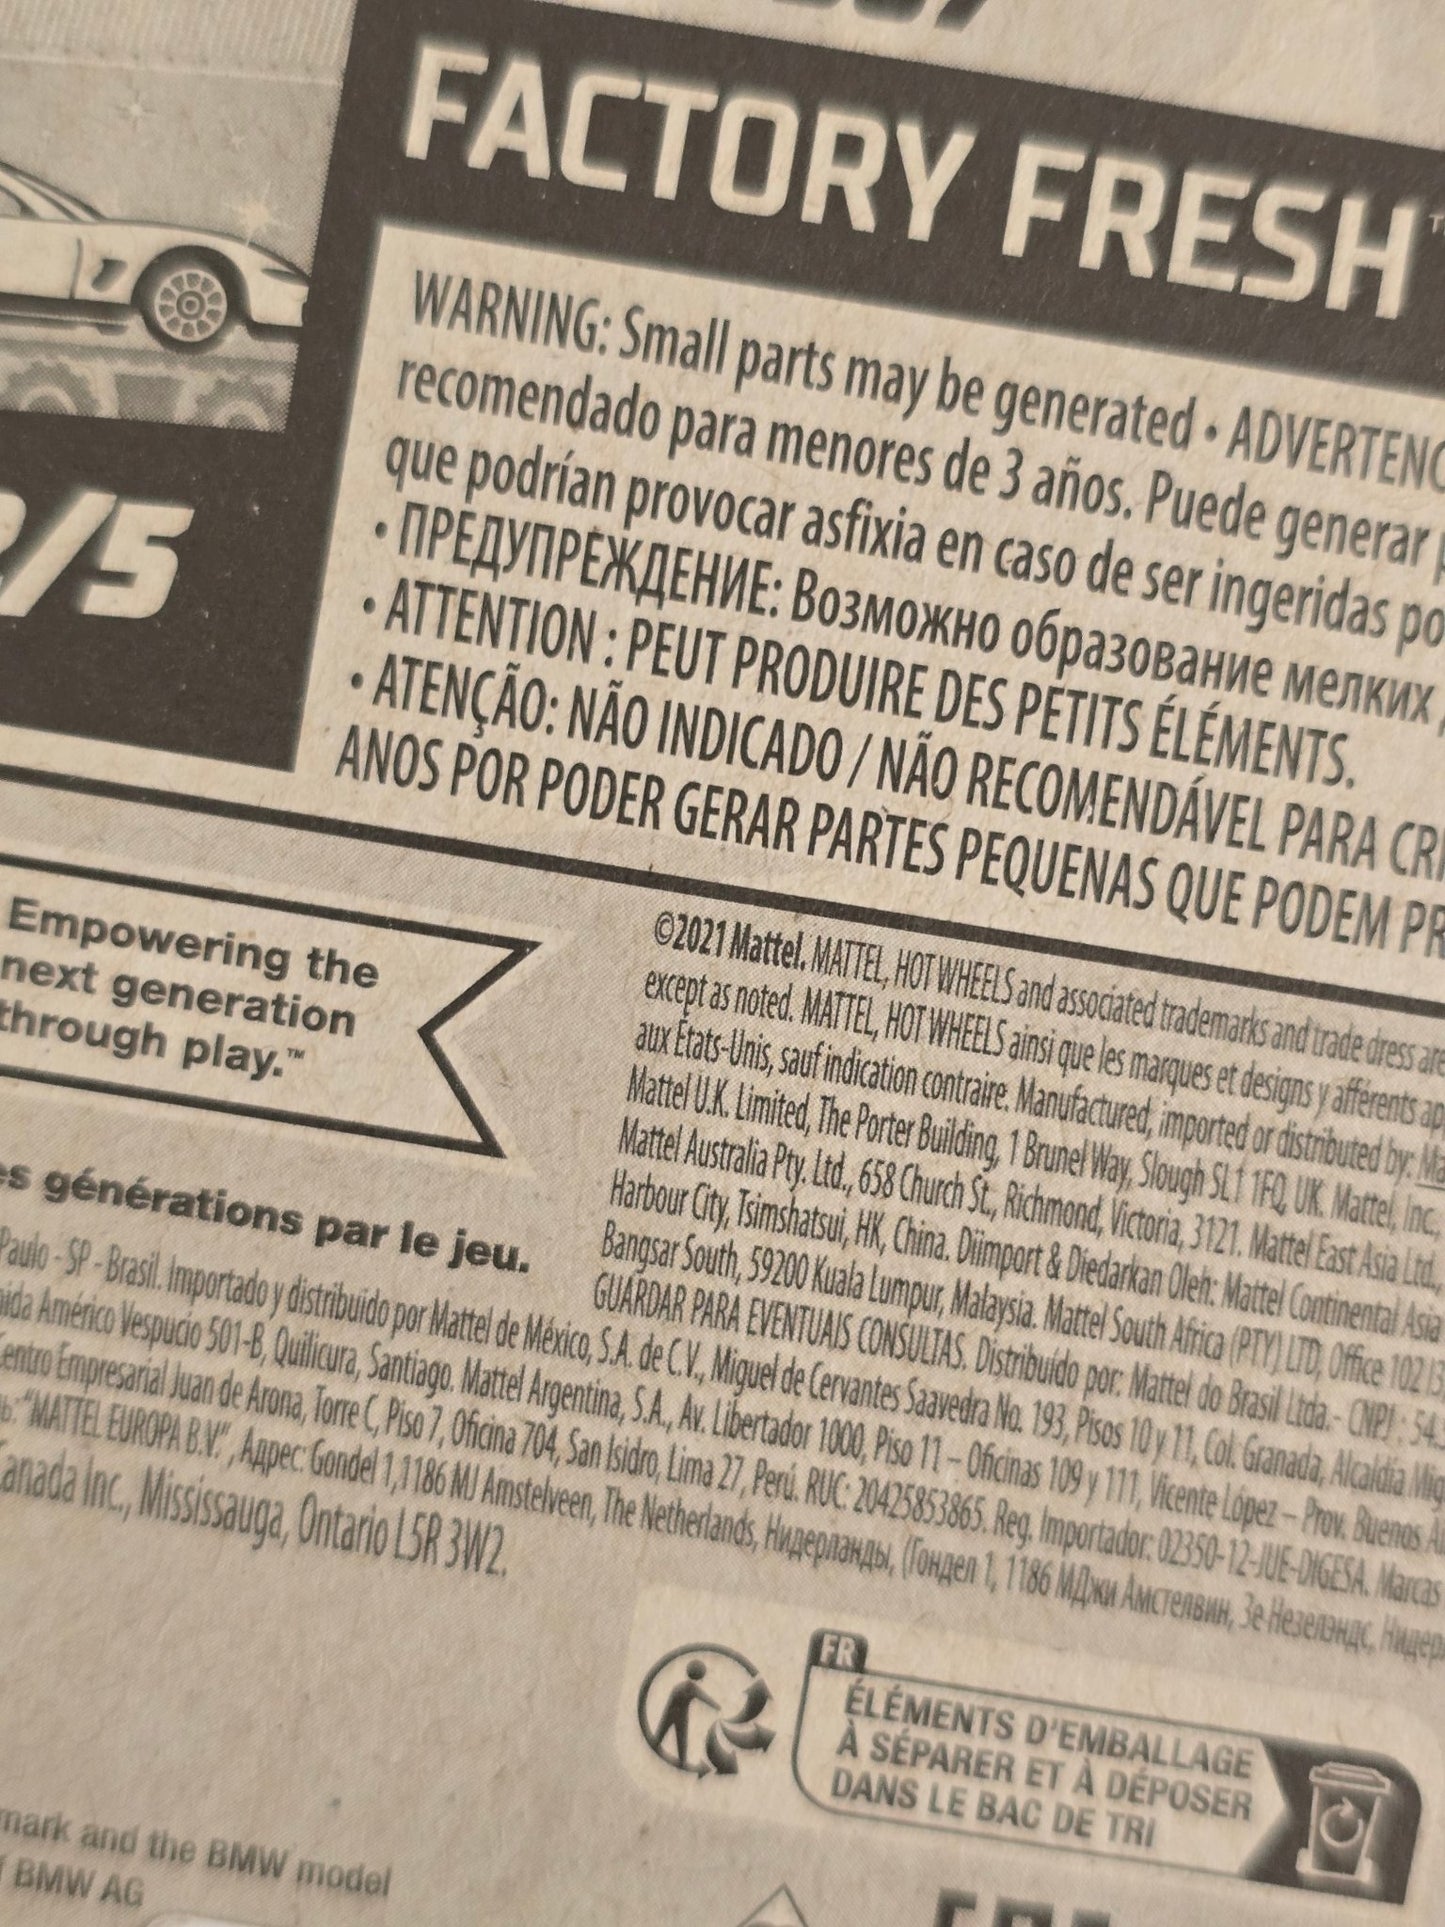 FACTORY FRESH
WARNING: Small parts may be generated • ADVERTENC
recomendado para menores de 3 años. Puede generar
que podrían provocar asfixia en caso de ser ingeridas po
• ПРЕДУПРЕЖДЕНИЕ: Возможно образование мелких
• ATTENTION : PEUT PRODUIRE DES PETITS ÉLÉMENTS.
• ATENÇÃO: NÃO INDICADO / NÃO RECOMENDÁVEL PARA CRI
ANOS POR PODER GERAR PARTES PEQUENAS QUE PODEM PR
/5
Empowering the
next generation
through play.™
es générations par le jeu.
©2021 Mattel. MATTEL, HOT WHEELS and associated trademarks and trade dress are
except as noted. MATTEL, HOT WHEELS ainsi que les marques et designs y afférents ap
aux États-Unis, sauf indication contraire. Manufactured, imported or distributed by: Ma
Mattel U.K. Limited, The Porter Building, 1 Brunel Way, Slough SL1 1FQ, UK. Mattel, Inc.,
Mattel Australia Pty. Ltd., 658 Church St., Richmond, Victoria, 3121. Mattel East Asia Ltd.,
Harbour City, Tsimshatsui, HK, China. Diimport & Diedarkan Oleh: Mattel Continental Asia
Bangsar South, 59200 Kuala Lumpur, Malaysia. Mattel South Africa (PTY) LTD, Office 102 I3
GUARDAR PARA EVENTUAIS CONSULTAS. Distribuído por: Mattel do Brasil Ltda.- CNPJ : 54.5
Paulo - SP - Brasil. Importado y distribuido por Mattel de México, S.A. de C.V., Miguel de Cervantes Saavedra No. 193, Pisos 10 y 11, Col. Granada, Alcaldía Mig
nida Américo Vespucio 501-B, Quilicura, Santiago. Mattel Argentina, S.A., Av. Libertador 1000, Piso 11 – Oficinas 109 y 111, Vicente López – Prov. Buenos Ai
Centro Empresarial Juan de Arona, Torre C, Piso 7, Oficina 704, San Isidro, Lima 27, Perú. RUC: 20425853865. Reg. Importador: 02350-12-JUE-DIGESA. Marcas
ь: "MATTEL EUROPA B.V.", Адрес: Gondel 1,1186 MJ Amstelveen, The Netherlands, Нидерланды, (Гондел 1, 1186 МДжи Амстелвин, Зе Незелэндс, Нидер
Canada Inc., Mississauga, Ontario L5R 3W2.
FR
ÉLÉMENTS D'EMBALLAGE
À SÉPARER ET À DÉPOSER
DANS LE BAC DE TRI
mark and the BMW model
BMW AG